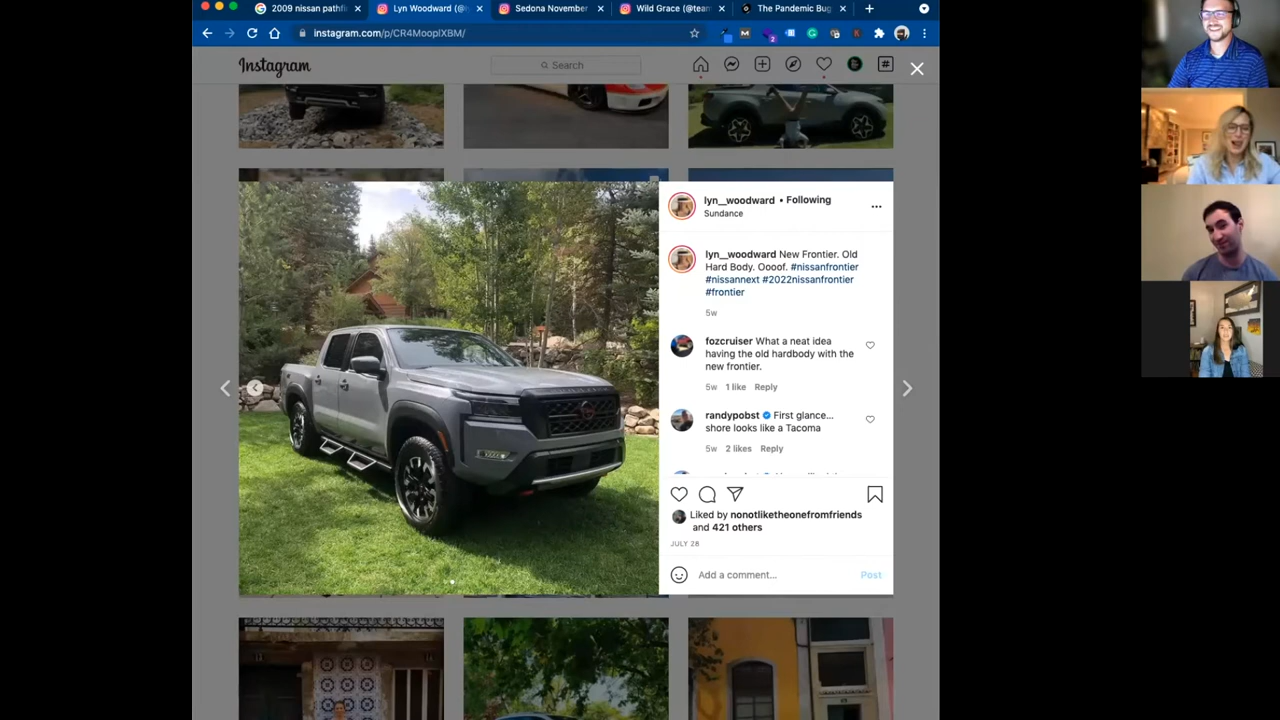 2009 nissan pathfi
Lyn Woodward (@
Sedona November
Wild Grace (@team
The Pandemic Bug
instagram.com/p/CR4MooplXBM/
2
Instagram
Search
lyn__woodward • Following
Sundance
lyn__woodward New Frontier. Old
Hard Body. Oooof. #nissanfrontier
#nissannext #2022nissanfrontier
#frontier
5w
fozcruiser What a neat idea
having the old hardbody with the
new frontier.
5w 1 like Reply
randypobst First glance...
shore looks like a Tacoma
5w 2 likes Reply
Liked by nonotliketheonefromfriends
and 421 others
JULY 28
Add a comment... Post